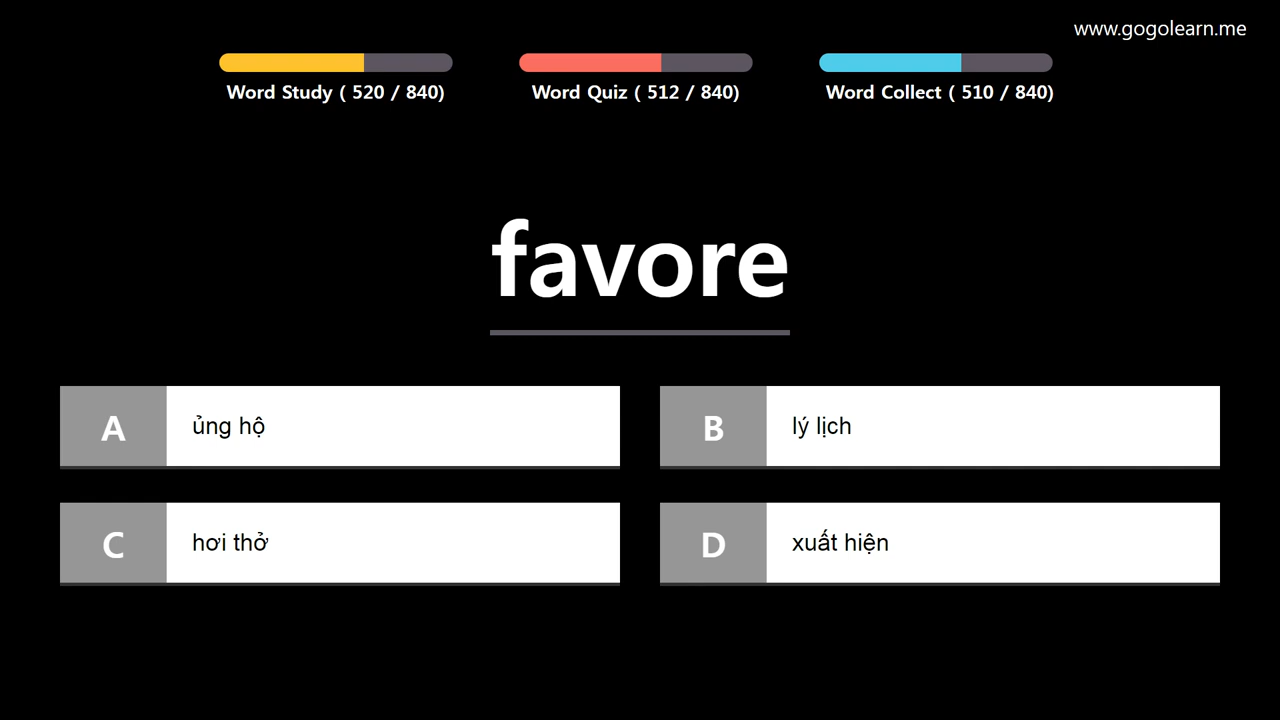 www.gogolearn.me
Word Study ( 520 / 840)
Word Quiz ( 512 / 840)
Word Collect ( 510 / 840)
favore
A
ủng hộ
B
lý lịch
C
hơi thở
D
xuất hiện